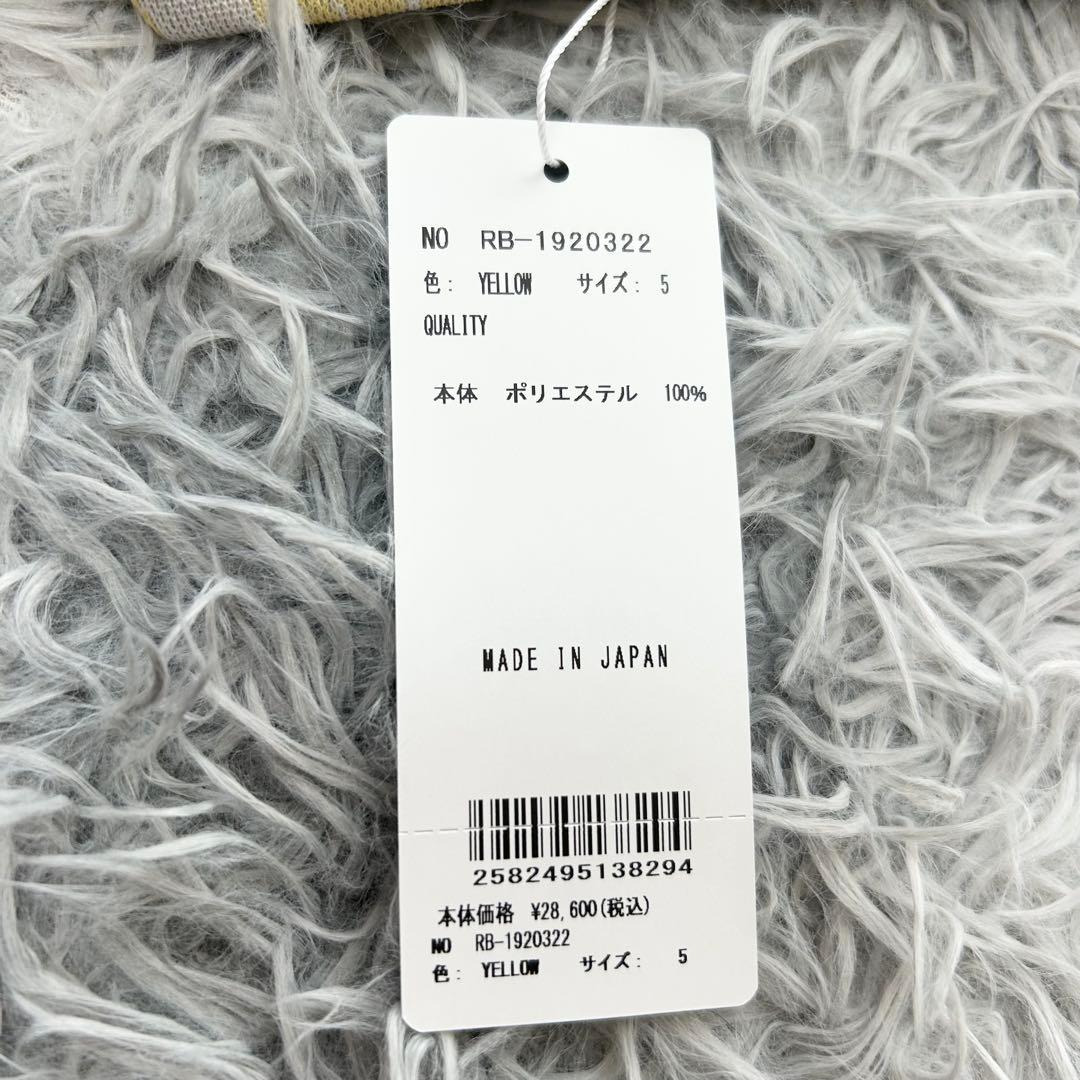 NO RB-1920322
色： YELLOW サイズ： 5
QUALITY
本体 ポリエステル 100%
MADE IN JAPAN
2582495138294
本体価格 ¥28,600(税込)
NO RB-1920322
色： YELLOW サイズ： 5